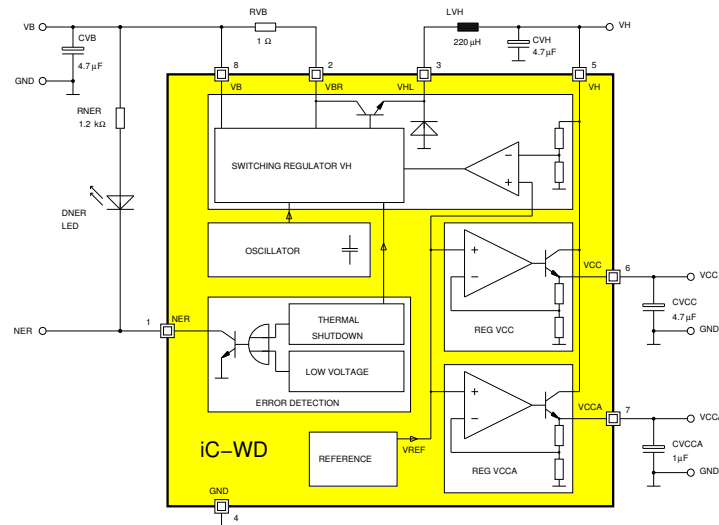 VB
RVB
1 Ω
LVH
220 µH
VH
CVB
4.7 µF
CVH
4.7 µF
GND
8
2
3
5
VB
VBR
VHL
VH
RNER
1.2 kΩ
SWITCHING REGULATOR VH
−
+
DNER
LED
OSCILLATOR
+
−
VCC
6
VCC
CVCC
4.7 µF
GND
REG VCC
NER
1
NER
THERMAL
SHUTDOWN
LOW VOLTAGE
ERROR DETECTION
+
−
VCCA
7
VCCA
CVCCA
1µF
GND
REG VCCA
iC−WD
REFERENCE
VREF
GND
4